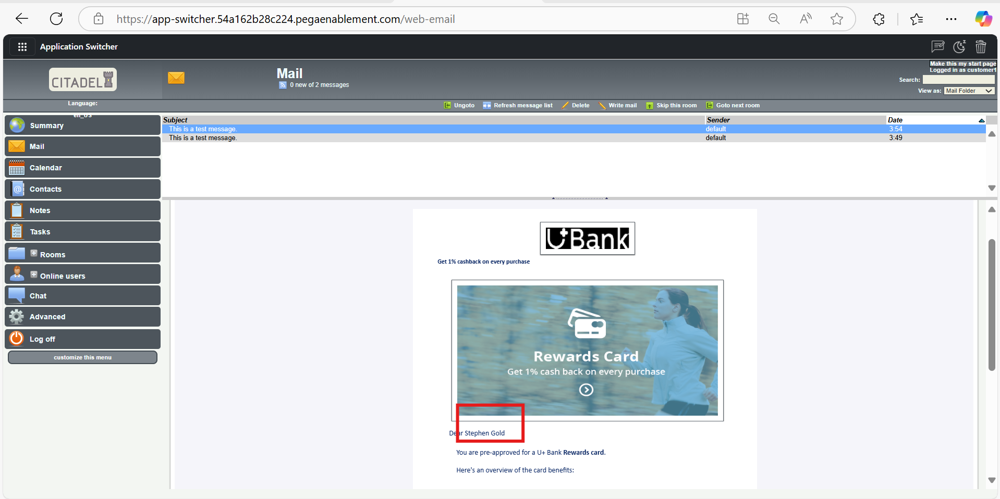 https://app-switcher.54a162b28c224.pegaenablement.com/web-email
Application Switcher
CITADEL
Mail
0 new of 2 messages
Make this my start page
Logged in as customer1
Search:
View as: Mail Folder
Language:
en_US
Ungoto Refresh message list Delete Write mail Skip this room Goto next room
Summary
Mail
Calendar
Contacts
Notes
Tasks
Rooms
Online users
Chat
Advanced
Log off
customize this menu
Subject Sender Date
This is a test message. default 3:54
This is a test message. default 3:49
U+Bank
Get 1% cashback on every purchase
Rewards Card
Get 1% cash back on every purchase
Dear Stephen Gold
You are pre-approved for a U+ Bank Rewards card.
Here's an overview of the card benefits: